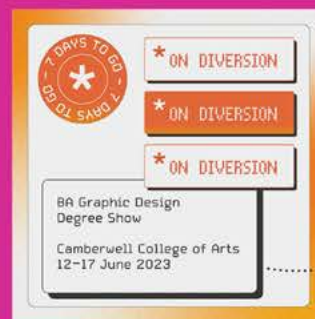 7 DAYS TO GO - 7 DAYS TO GO -
*
* ON DIVERSION
* ON DIVERSION
* ON DIVERSION
BA Graphic Design
Degree Show
Camberwell College of Arts
12-17 June 2023